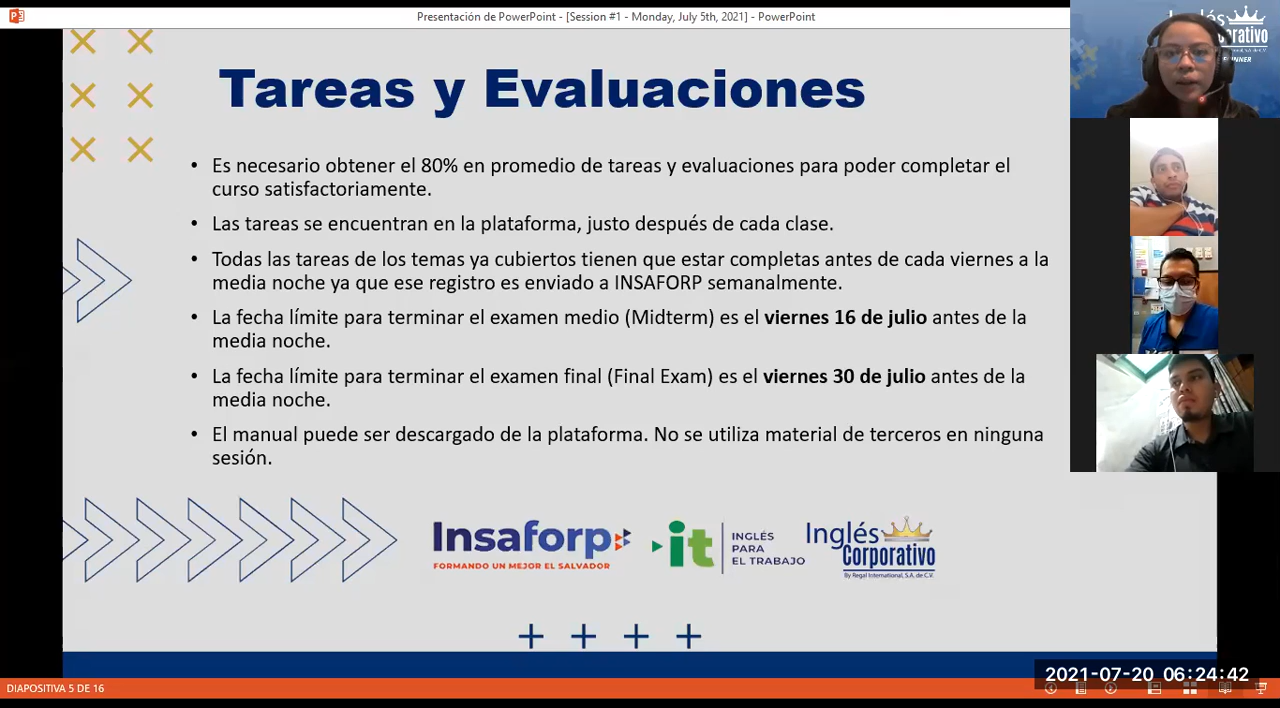 Presentación de PowerPoint - [Session #1 - Monday, July 5th, 2021] - PowerPoint
Tareas y Evaluaciones
• Es necesario obtener el 80% en promedio de tareas y evaluaciones para poder completar el
curso satisfactoriamente.
• Las tareas se encuentran en la plataforma, justo después de cada clase.
• Todas las tareas de los temas ya cubiertos tienen que estar completas antes de cada viernes a la
media noche ya que ese registro es enviado a INSAFORP semanalmente.
• La fecha límite para terminar el examen medio (Midterm) es el viernes 16 de julio antes de la
media noche.
• La fecha límite para terminar el examen final (Final Exam) es el viernes 30 de julio antes de la
media noche.
• El manual puede ser descargado de la plataforma. No se utiliza material de terceros en ninguna
sesión.
Insaforp
FORMANDO UN MEJOR EL SALVADOR
it
INGLÉS
PARA
EL TRABAJO
Inglés
Corporativo
By Regal International, S.A. de C.V.
2021-07-20 06:24:42
DIAPOSITIVA 5 DE 16